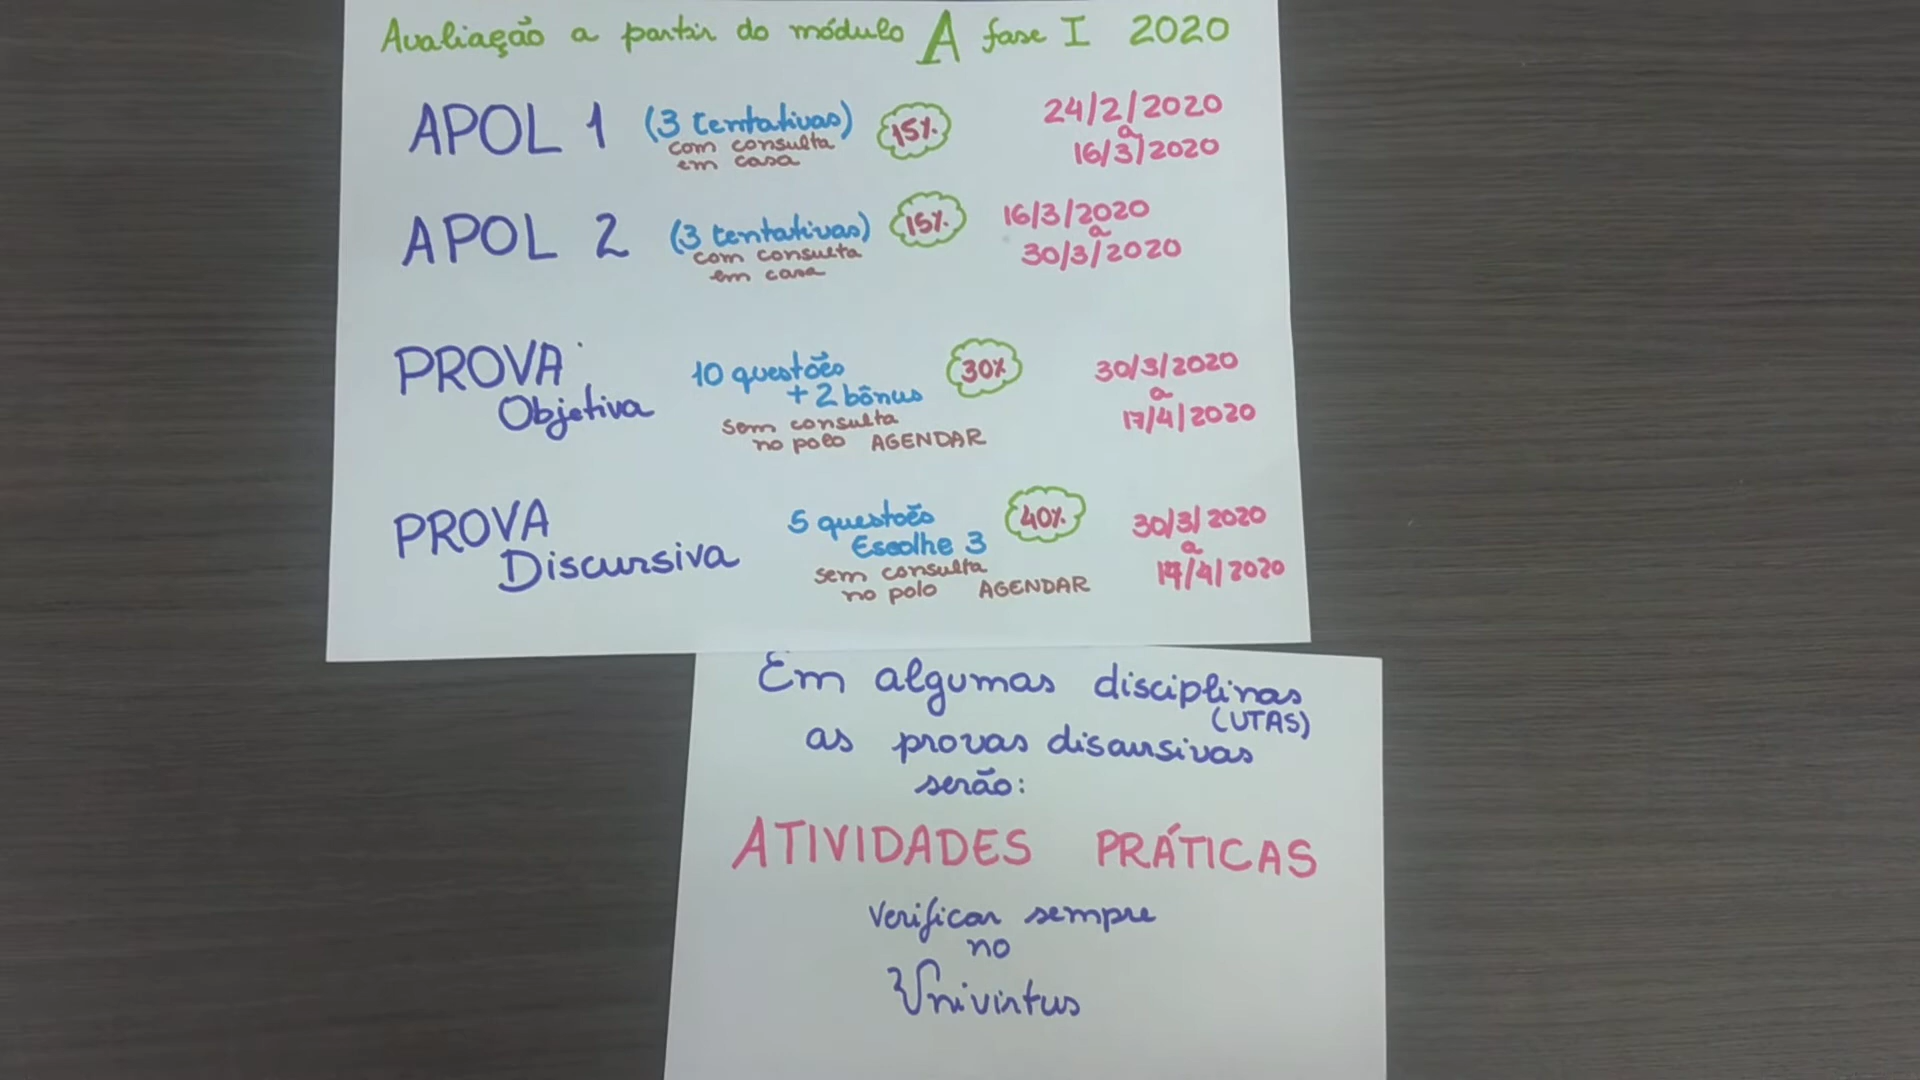 Avaliação a partir do módulo A fase I 2020
APOL 1 (3 tentativas) 15% 24/2/2020
com consulta a
em casa 16/3/2020
APOL 2 (3 tentativas) 15% 16/3/2020
com consulta a
em casa 30/3/2020
PROVA 10 questões 30% 30/3/2020
Objetiva + 2 bônus a
sem consulta 17/4/2020
no polo AGENDAR
PROVA 5 questões 40% 30/3/2020
Discursiva Escolhe 3 a
sem consulta 17/4/2020
no polo AGENDAR
Em algumas disciplinas
(UTAS)
as provas discursivas
serão:
ATIVIDADES PRÁTICAS
Verificar sempre
no
Univirtus